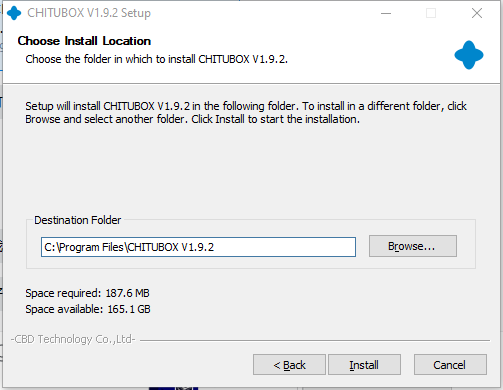 CHITUBOX V1.9.2 Setup
Choose Install Location
Choose the folder in which to install CHITUBOX V1.9.2.
Setup will install CHITUBOX V1.9.2 in the following folder. To install in a different folder, click
Browse and select another folder. Click Install to start the installation.
Destination Folder
C:\Program Files\CHITUBOX V1.9.2
Browse...
Space required: 187.6 MB
Space available: 165.1 GB
-CBD Technology Co.,Ltd-
< Back
Install
Cancel